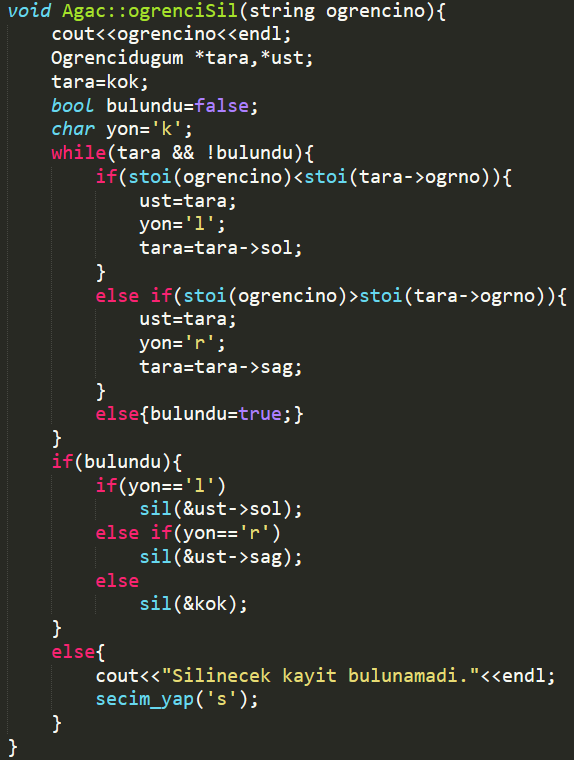 void Agac::ogrenciSil(string ogrencino){
    cout<<ogrencino<<endl;
    Ogrencidugum *tara,*ust;
    tara=kok;
    bool bulundu=false;
    char yon='k';
    while(tara && !bulundu){
        if(stoi(ogrencino)<stoi(tara->ogrno)){
            ust=tara;
            yon='l';
            tara=tara->sol;
        }
        else if(stoi(ogrencino)>stoi(tara->ogrno)){
            ust=tara;
            yon='r';
            tara=tara->sag;
        }
        else{bulundu=true;}
    }
    if(bulundu){
        if(yon=='l')
            sil(&ust->sol);
        else if(yon=='r')
            sil(&ust->sag);
        else
            sil(&kok);
    }
    else{
        cout<<"Silinecek kayit bulunamadi."<<endl;
        secim_yap('s');
    }
}